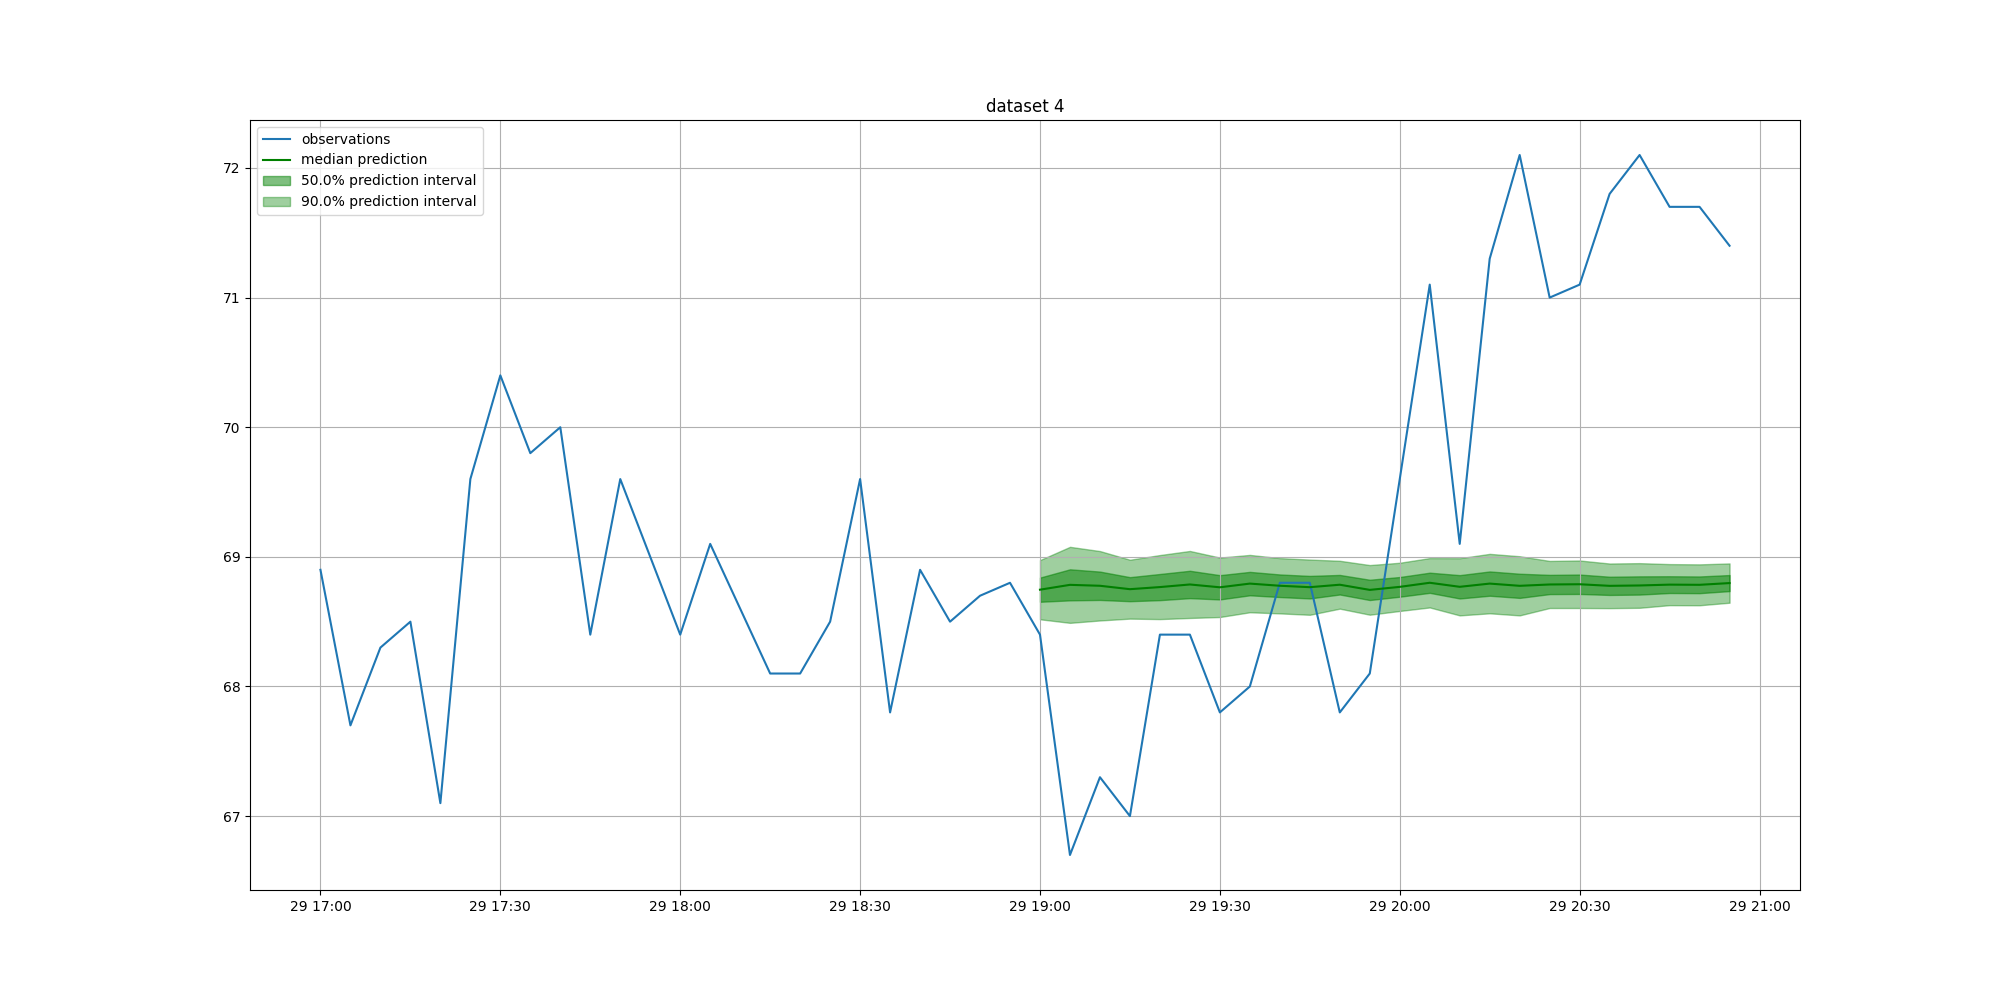 dataset 4
observations
median prediction
50.0% prediction interval
90.0% prediction interval
72
71
70
69
68
67
29 17:00 29 17:30 29 18:00 29 18:30 29 19:00 29 19:30 29 20:00 29 20:30 29 21:00